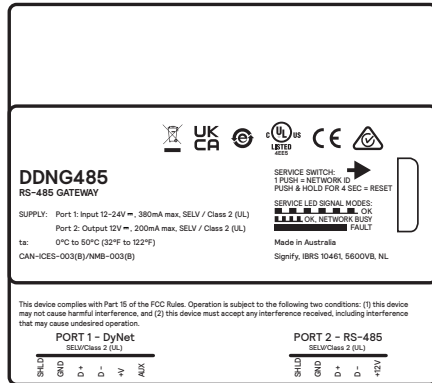 UK
CA
e
C UL US
LISTED
4EE5
CE
DDNG485
RS-485 GATEWAY
SUPPLY: Port 1: Input 12-24V ⎓, 380mA max, SELV / Class 2 (UL)
Port 2: Output 12V ⎓, 200mA max, SELV / Class 2 (UL)
ta: 0°C to 50°C (32°F to 122°F)
CAN-ICES-003(B)/NMB-003(B)
SERVICE SWITCH:
1 PUSH = NETWORK ID
PUSH & HOLD FOR 4 SEC = RESET
SERVICE LED SIGNAL MODES:
OK
OK, NETWORK BUSY
FAULT
Made in Australia
Signify, IBRS 10461, 5600VB, NL
This device complies with Part 15 of the FCC Rules. Operation is subject to the following two conditions: (1) this device
may not cause harmful interference, and (2) this device must accept any interference received, including interference
that may cause undesired operation.
PORT 1 - DyNet
SELV/Class 2 (UL)
SHLD
GND
D +
D -
+V
AUX
PORT 2 - RS-485
SELV/Class 2 (UL)
SHLD
GND
D +
D -
+12V